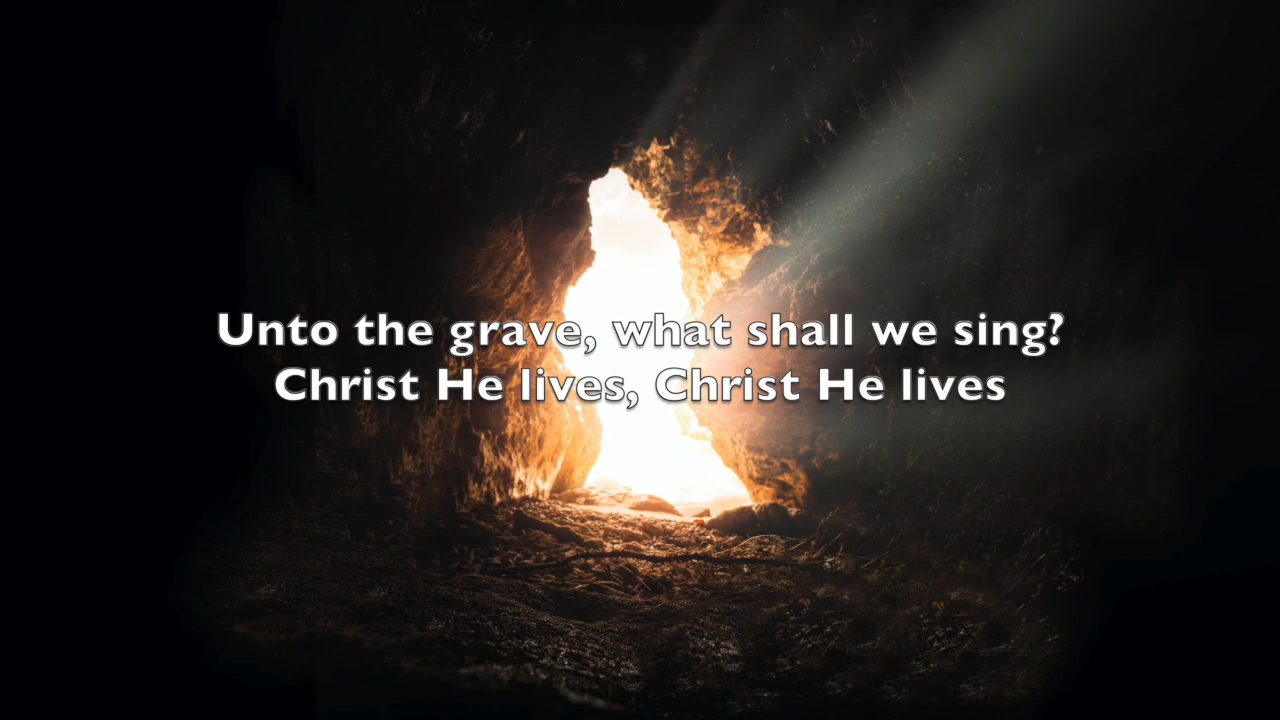 Unto the grave, what shall we sing?
Christ He lives, Christ He lives